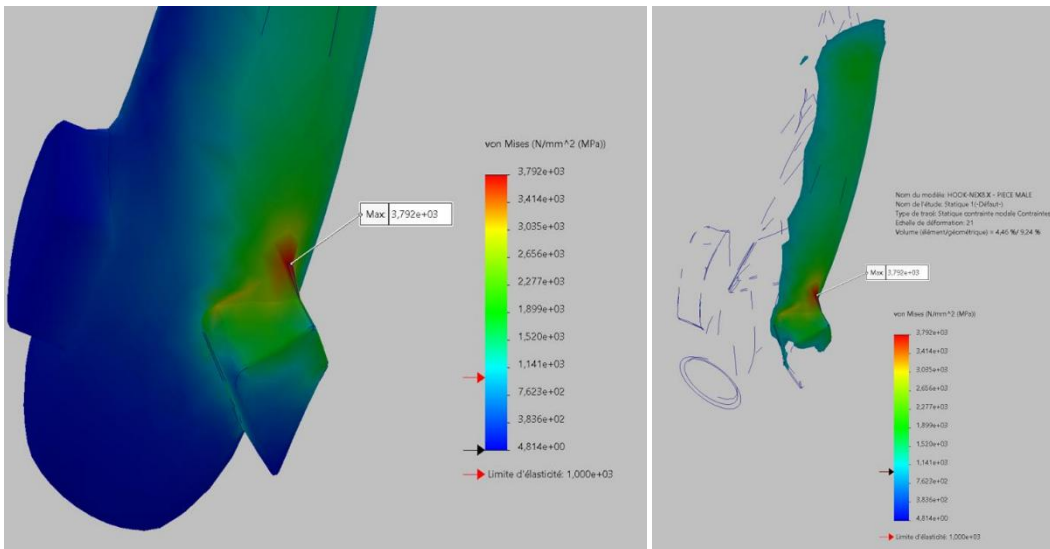 von Mises (N/mm^2 (MPa))
3,792e+03
3,414e+03
3,035e+03
2,656e+03
2,277e+03
1,899e+03
1,520e+03
1,141e+03
7,623e+02
3,836e+02
4,814e+00
Limite d'élasticité: 1,000e+03
Max: 3,792e+03
Nom du modèle: HOOK-NEXB.X - PIECE MALE
Nom de l'étude: Statique 1(-Défaut-)
Type de tracé: Statique contrainte nodale Contraintes
Echelle de déformation: 21
Volume (élément/géométrique) = 4,46 %/ 9,24 %
Max: 3,792e+03
von Mises (N/mm^2 (MPa))
3,792e+03
3,414e+03
3,035e+03
2,656e+03
2,277e+03
1,899e+03
1,520e+03
1,141e+03
7,623e+02
3,836e+02
4,814e+00
Limite d'élasticité: 1,000e+03